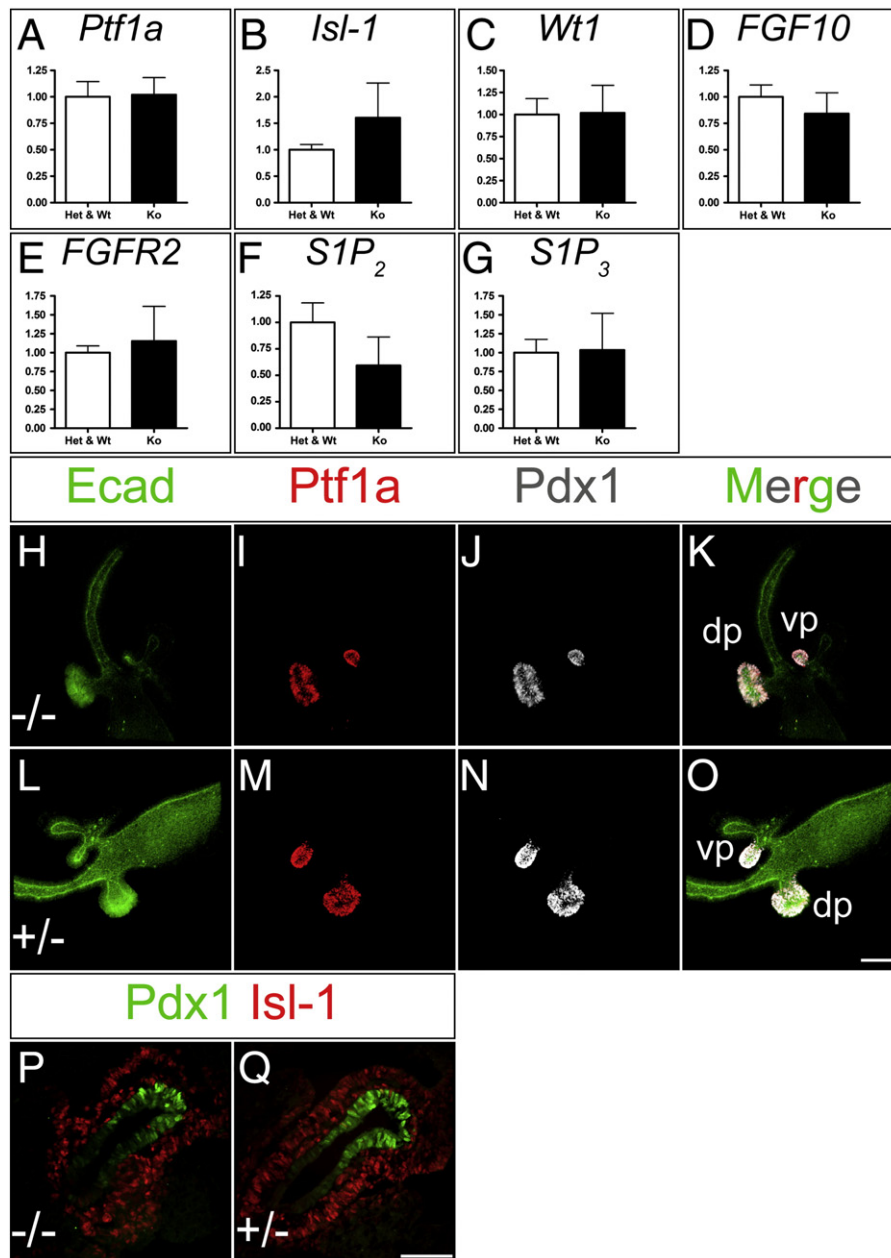 A Ptf1a
1.25
1.00
0.75
0.50
0.25
0.00
Het & Wt Ko
B Isl-1
2.5
2.0
1.5
1.0
0.5
0.0
Het & Wt Ko
C Wt1
1.50
1.25
1.00
0.75
0.50
0.25
0.00
Het & Wt Ko
D FGF10
1.25
1.00
0.75
0.50
0.25
0.00
Het & Wt Ko
E FGFR2
1.75
1.50
1.25
1.00
0.75
0.50
0.25
0.00
Het & Wt Ko
F S1P2
1.25
1.00
0.75
0.50
0.25
0.00
Het & Wt Ko
G S1P3
1.75
1.50
1.25
1.00
0.75
0.50
0.25
0.00
Het & Wt Ko
Ecad Ptf1a Pdx1 Merge
H I J K
dp vp
-/-
L M N O
vp
dp
+/-
Pdx1 Isl-1
P Q
-/- +/-